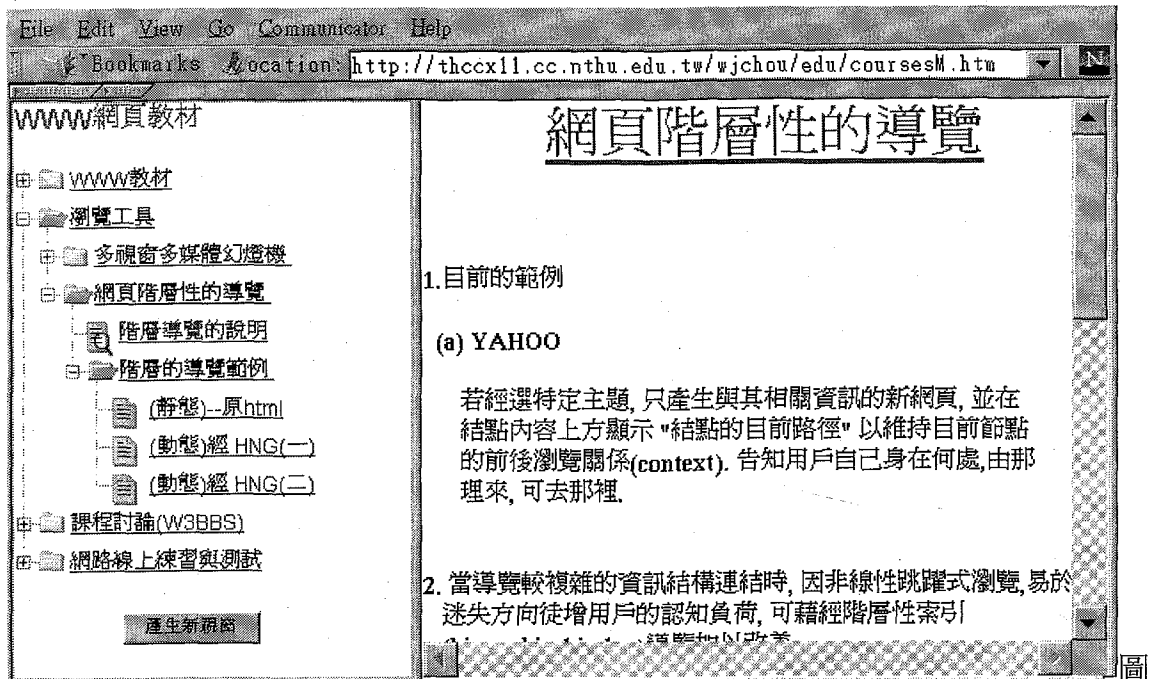 File Edit View Go Communicator Help
Bookmarks Location: http://thccx11.cc.nthu.edu.tw/wjchou/edu/coursesM.htm
WWW網頁教材
WWW教材
瀏覽工具
多視窗多媒體幻燈機
網頁階層性的導覽
階層導覽的說明
階層的導覽範例
(靜態)--原html
(動態)經 HNG(一)
(動態)經 HNG(二)
課程討論(W3BBS)
網路線上練習與測試
產生新視窗
網頁階層性的導覽
1.目前的範例
(a) YAHOO
若經選特定主題, 只產生與其相關資訊的新網頁, 並在
結點內容上方顯示 "結點的目前路徑" 以維持目前節點
的前後瀏覽關係(context). 告知用戶自己身在何處,由那
理來, 可去那裡.
2. 當導覽較複雜的資訊結構連結時, 因非線性跳躍式瀏覽,易於
迷失方向徒增用戶的認知負荷, 可藉經階層性索引
圖